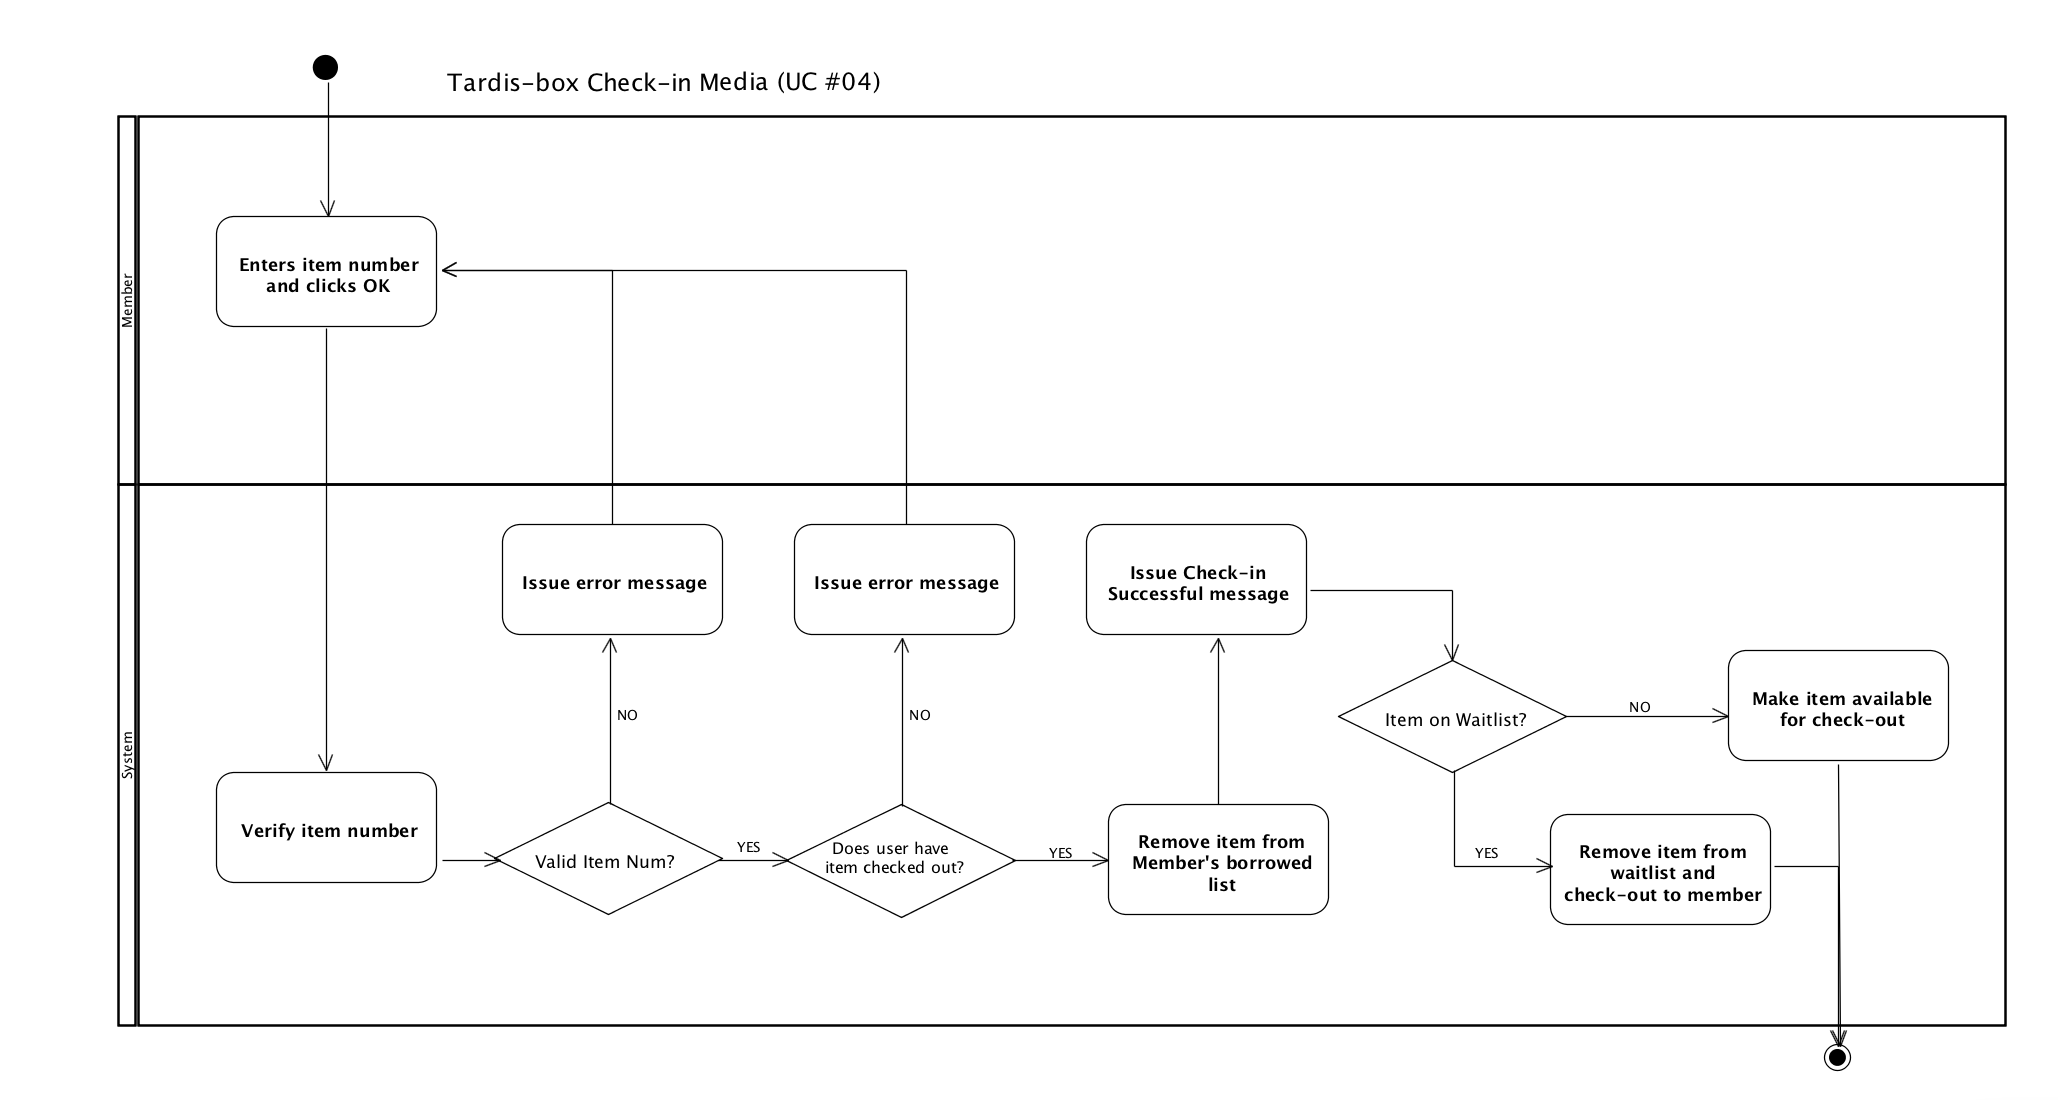 Tardis-box Check-in Media (UC #04)
Member
Enters item number
and clicks OK
System
Issue error message
Issue error message
Issue Check-in
Successful message
NO
NO
Item on Waitlist?
NO
Make item available
for check-out
Verify item number
Valid Item Num?
YES
Does user have
item checked out?
YES
Remove item from
Member's borrowed
list
YES
Remove item from
waitlist and
check-out to member